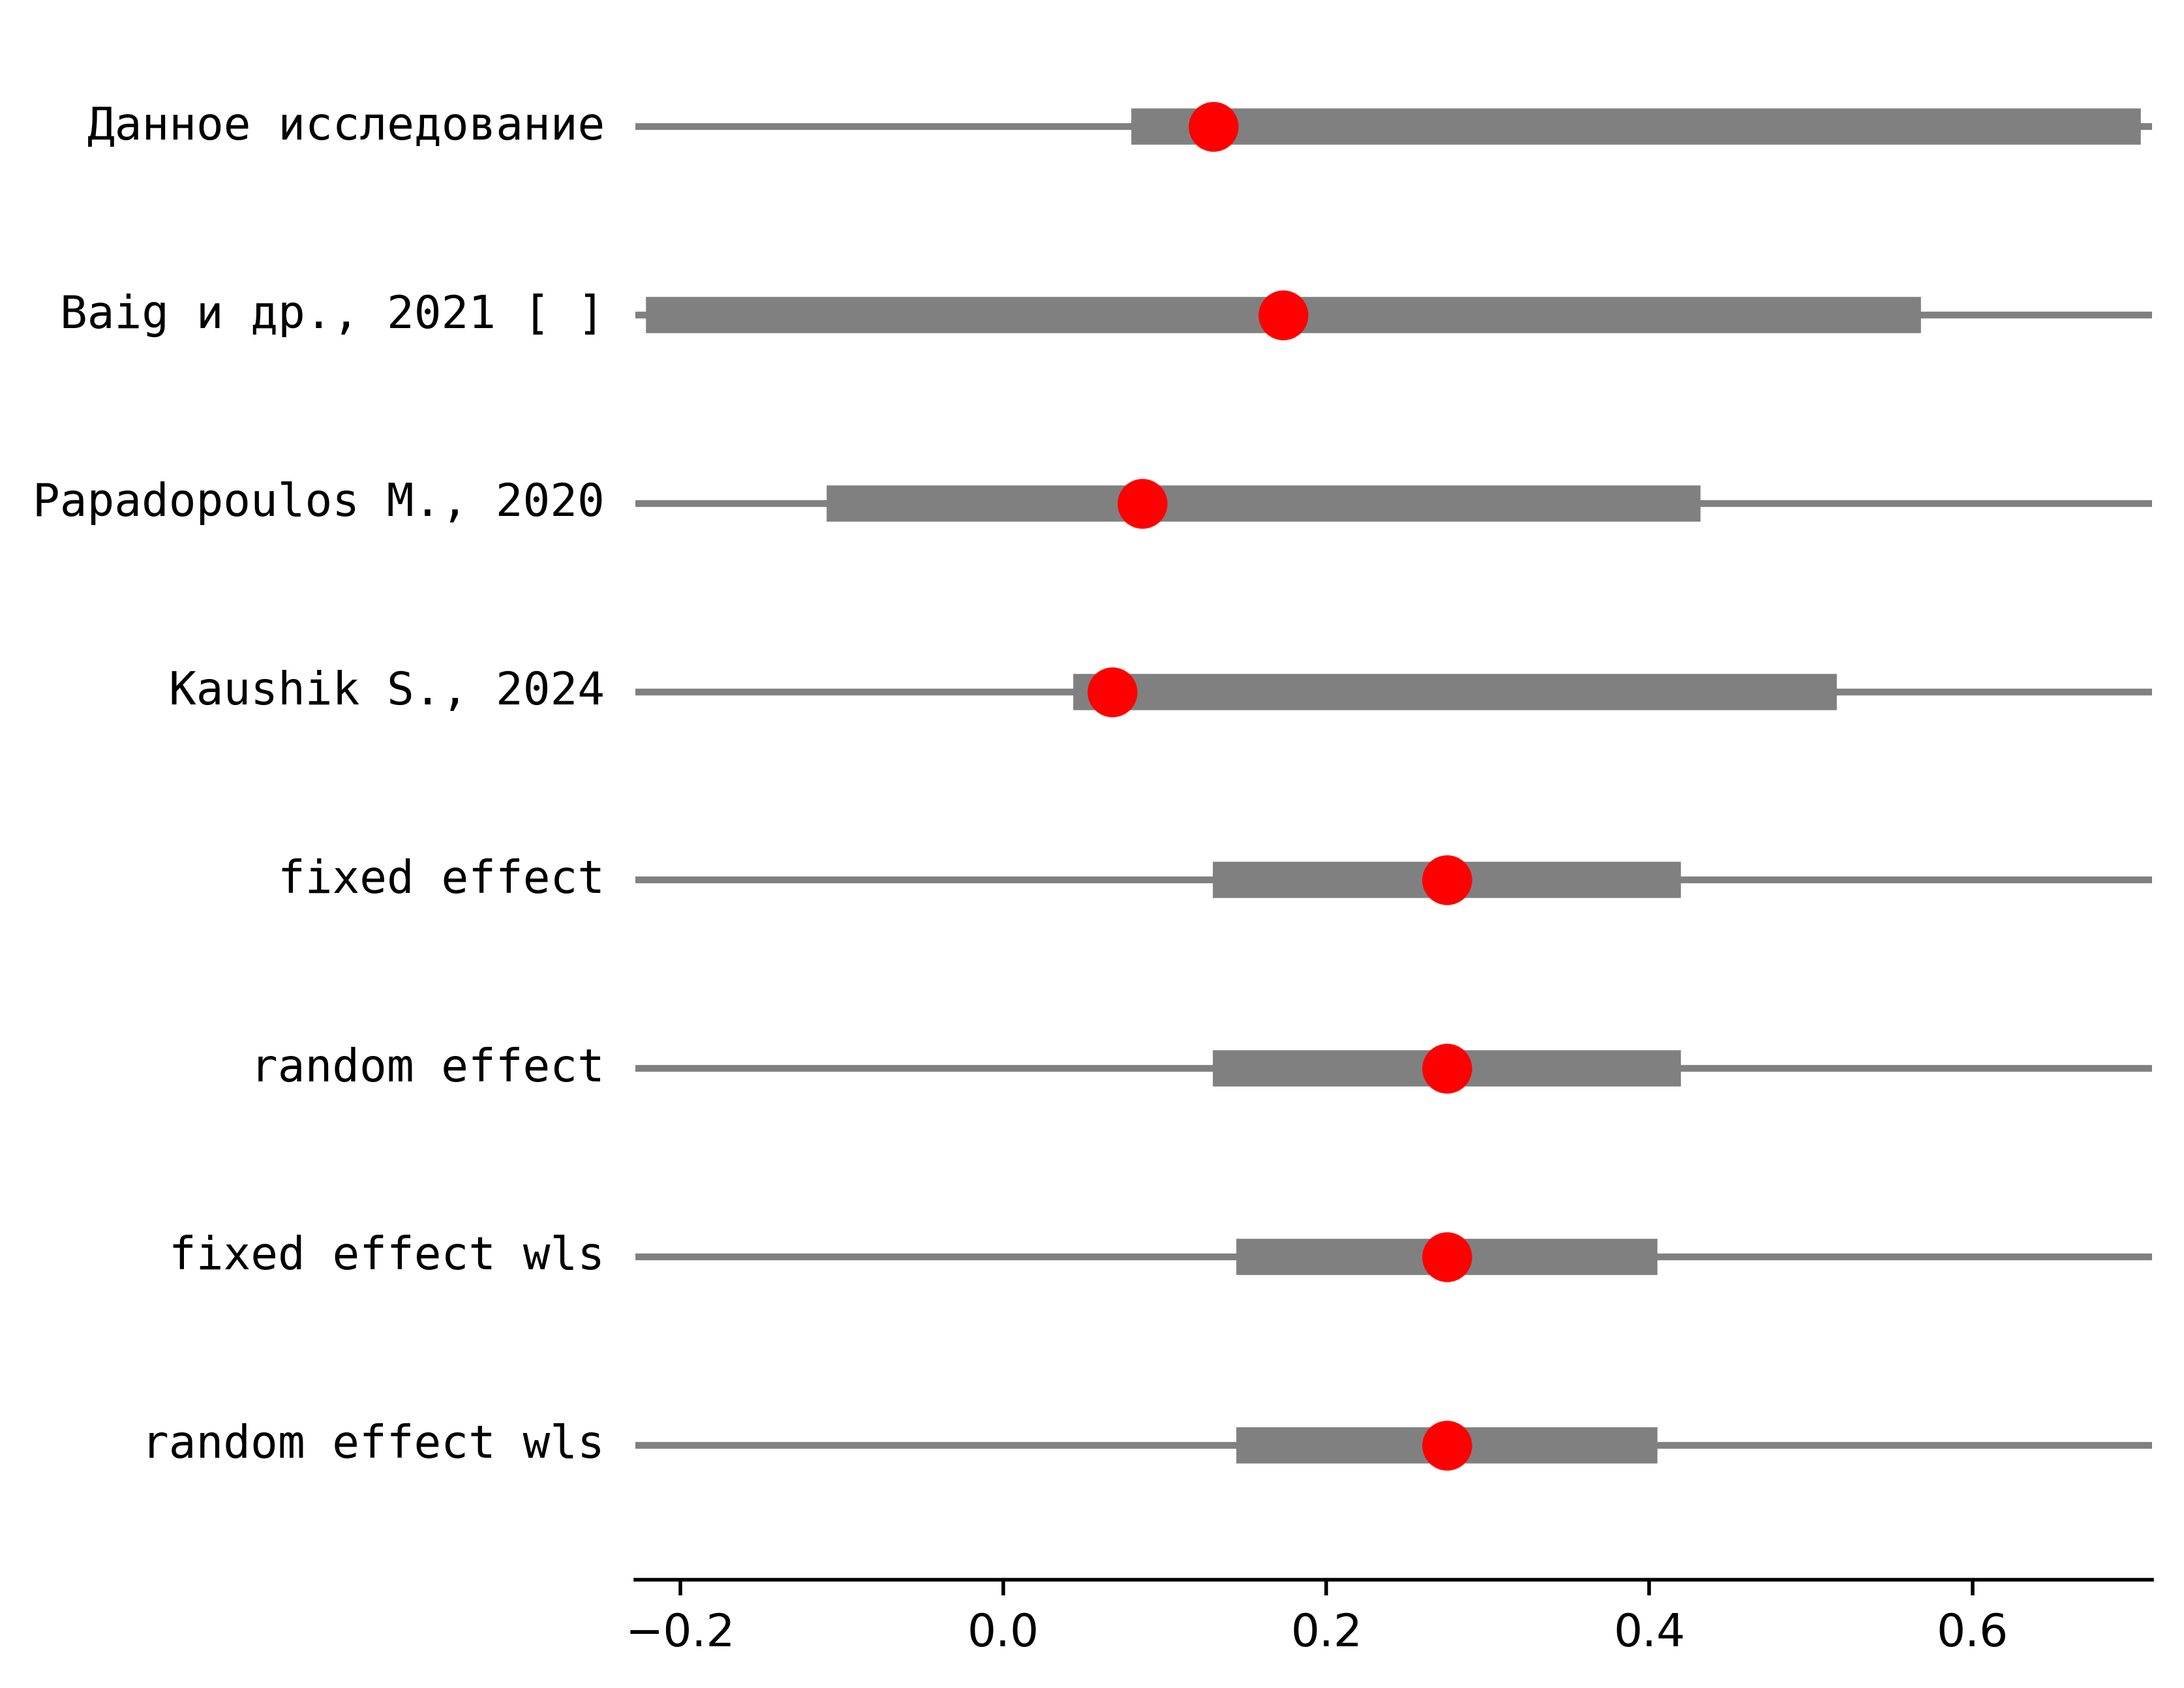 Данное исследование
Baig и др., 2021 [ ]
Papadopoulos M., 2020
Kaushik S., 2024
fixed effect
random effect
fixed effect wls
random effect wls
−0.2 0.0 0.2 0.4 0.6